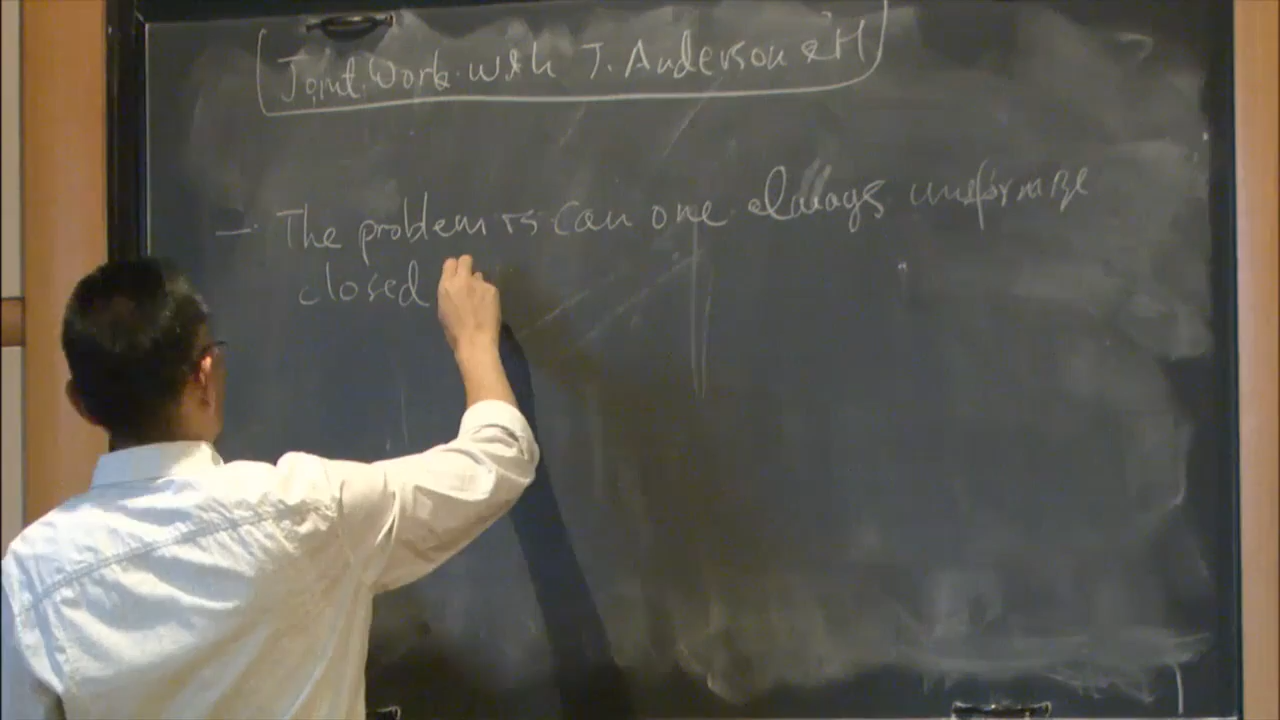 Joint Work with J. Anderson & H
— The problem is can one always uniformize
closed